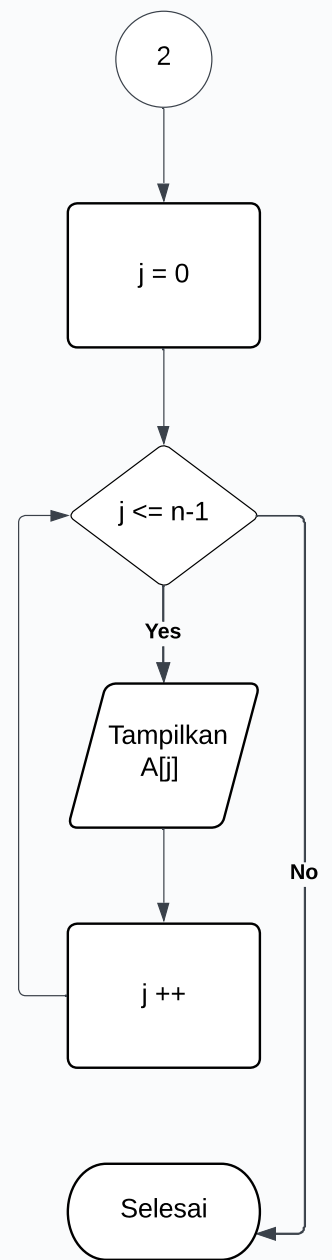 2
j = 0
j <= n-1
Yes
Tampilkan
A[j]
No
j ++
Selesai